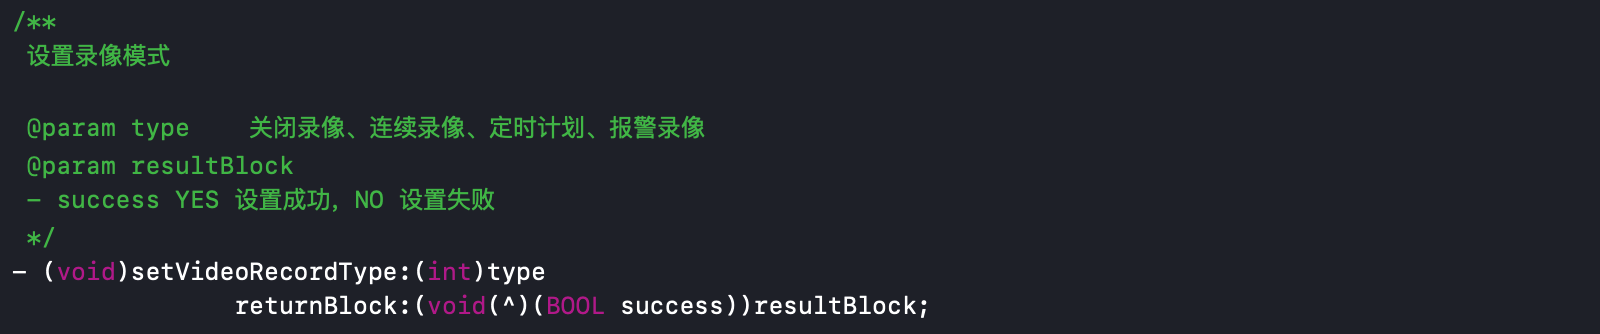 /**
设置录像模式
@param type 关闭录像、连续录像、定时计划、报警录像
@param resultBlock
- success YES 设置成功，NO 设置失败
*/
- (void)setVideoRecordType:(int)type
returnBlock:(void(^)(BOOL success))resultBlock;